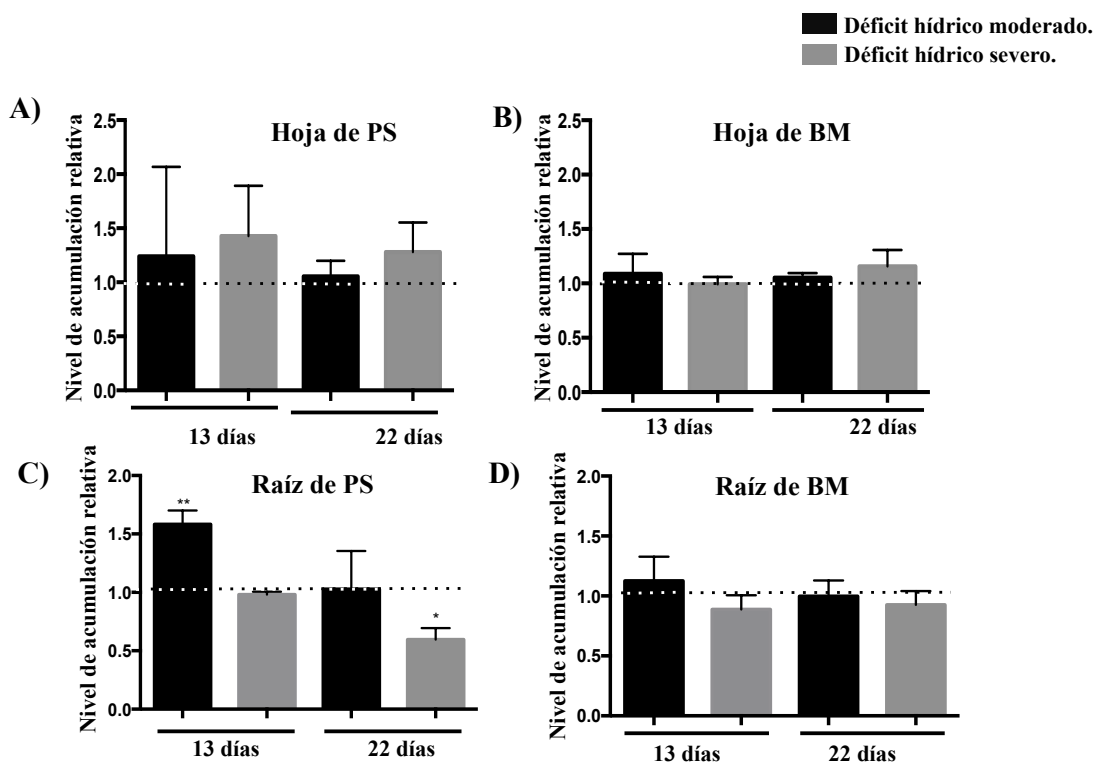 Déficit hídrico moderado.
Déficit hídrico severo.
A)
Hoja de PS
Nivel de acumulación relativa
2.5
2.0
1.5
1.0
0.5
0.0
13 días
22 días
B)
Hoja de BM
Nivel de acumulación relativa
2.5
2.0
1.5
1.0
0.5
0.0
13 días
22 días
C)
Raíz de PS
Nivel de acumulación relativa
2.0
1.5
1.0
0.5
0.0
**
*
13 días
22 días
D)
Raíz de BM
Nivel de acumulación relativa
2.0
1.5
1.0
0.5
0.0
13 días
22 días